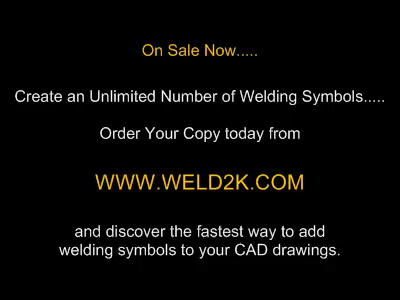 On Sale Now.....
Create an Unlimited Number of Welding Symbols.....
Order Your Copy today from
WWW.WELD2K.COM
and discover the fastest way to add
welding symbols to your CAD drawings.